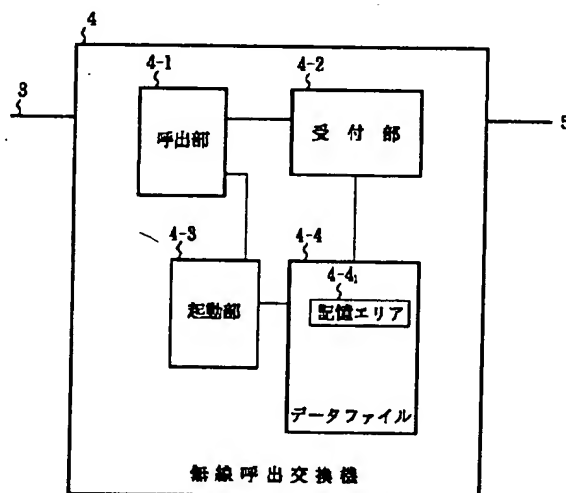 4
3
5
4-1
呼出部
4-2
受付部
4-3
起動部
4-4
4-4₁
記憶エリア
データファイル
無線呼出交換機